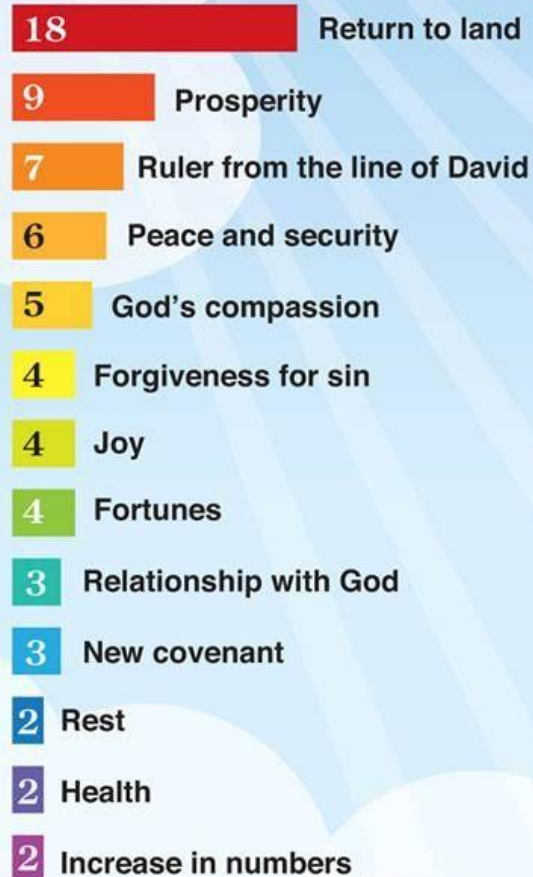 18 Return to land
9 Prosperity
7 Ruler from the line of David
6 Peace and security
5 God's compassion
4 Forgiveness for sin
4 Joy
4 Fortunes
3 Relationship with God
3 New covenant
2 Rest
2 Health
2 Increase in numbers